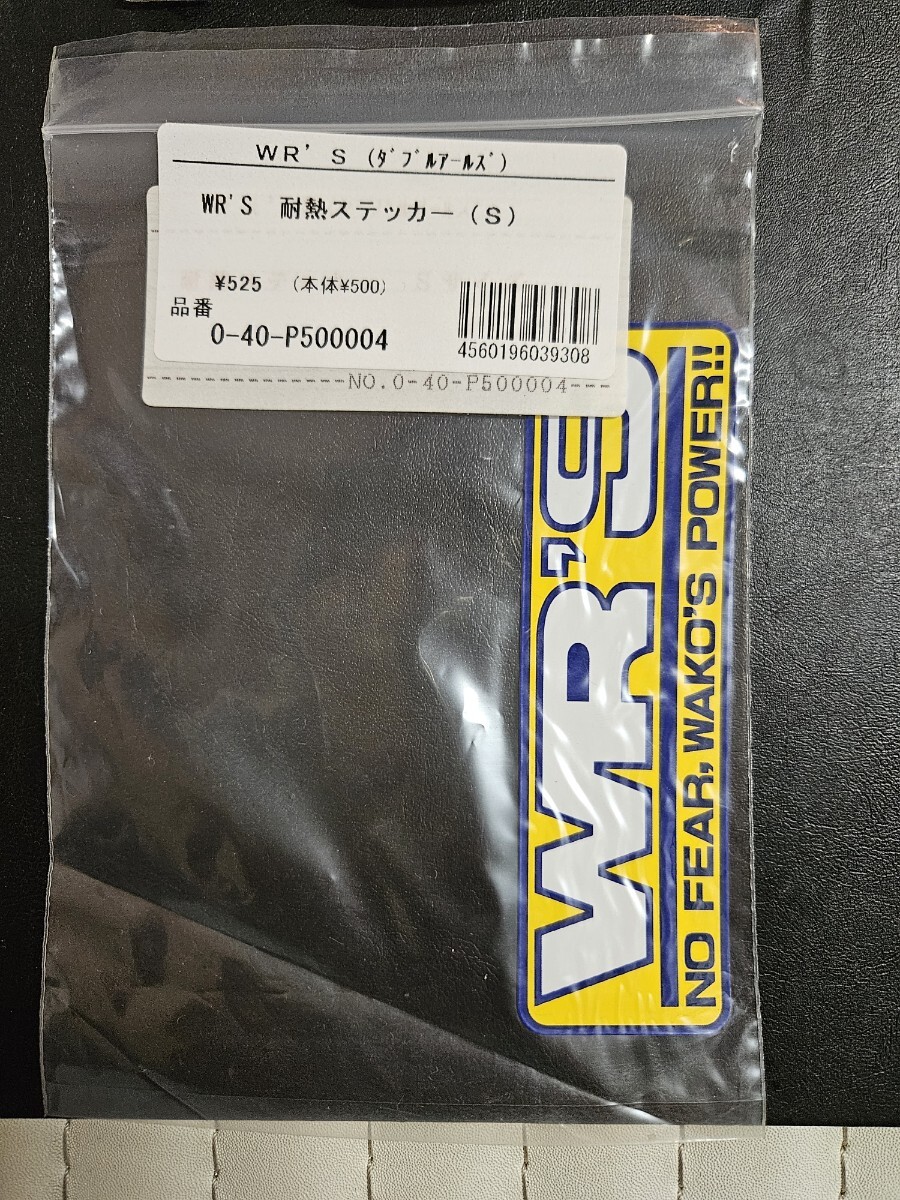 WR'S (ﾀﾞﾌﾞﾙｱｰﾙｽﾞ)
WR'S 耐熱ステッカー(S)
¥525 (本体¥500)
品番
0-40-P500004
4560196039308
NO.0-40-P500004
WR'S
NO FEAR, WAKO'S POWER!!